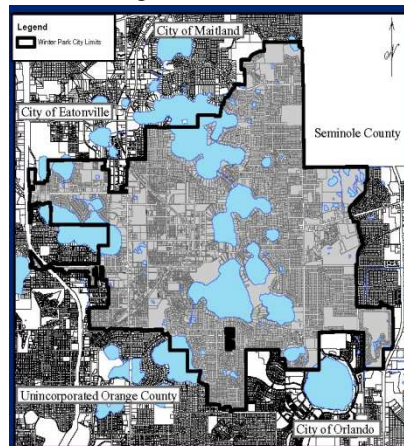 City of Maitland
Legend
Winter Park City Limits
City of Eatonville
Seminole County
Unincorporated Orange County
City of Orlando